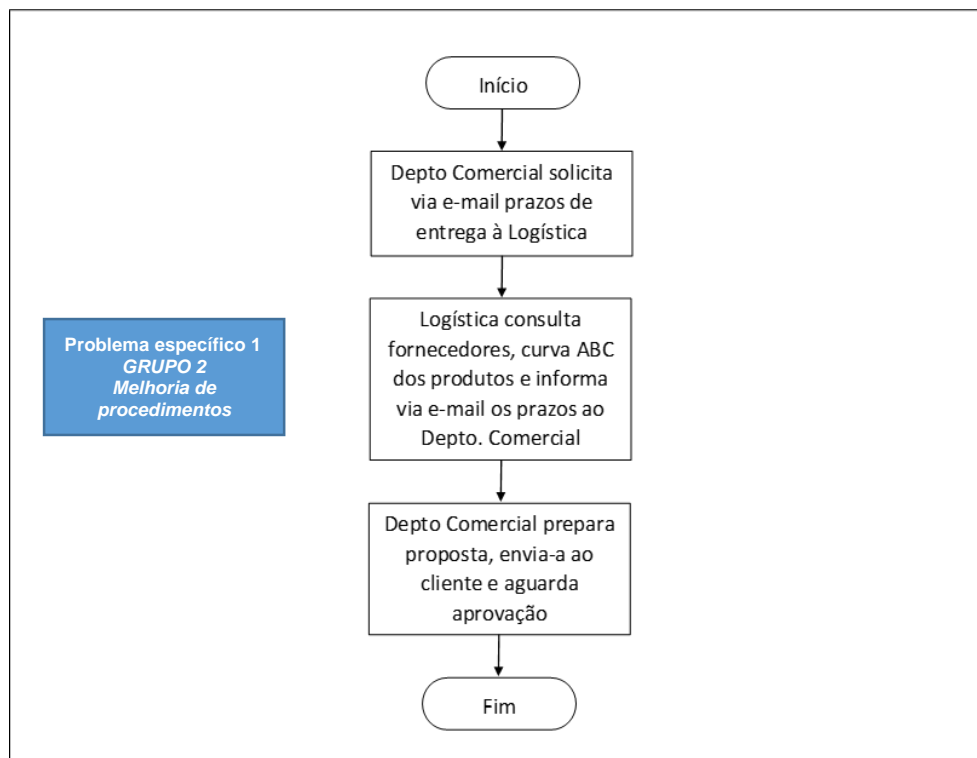 Início
Depto Comercial solicita
via e-mail prazos de
entrega à Logística
Problema específico 1
GRUPO 2
Melhoria de
procedimentos
Logística consulta
fornecedores, curva ABC
dos produtos e informa
via e-mail os prazos ao
Depto. Comercial
Depto Comercial prepara
proposta, envia-a ao
cliente e aguarda
aprovação
Fim